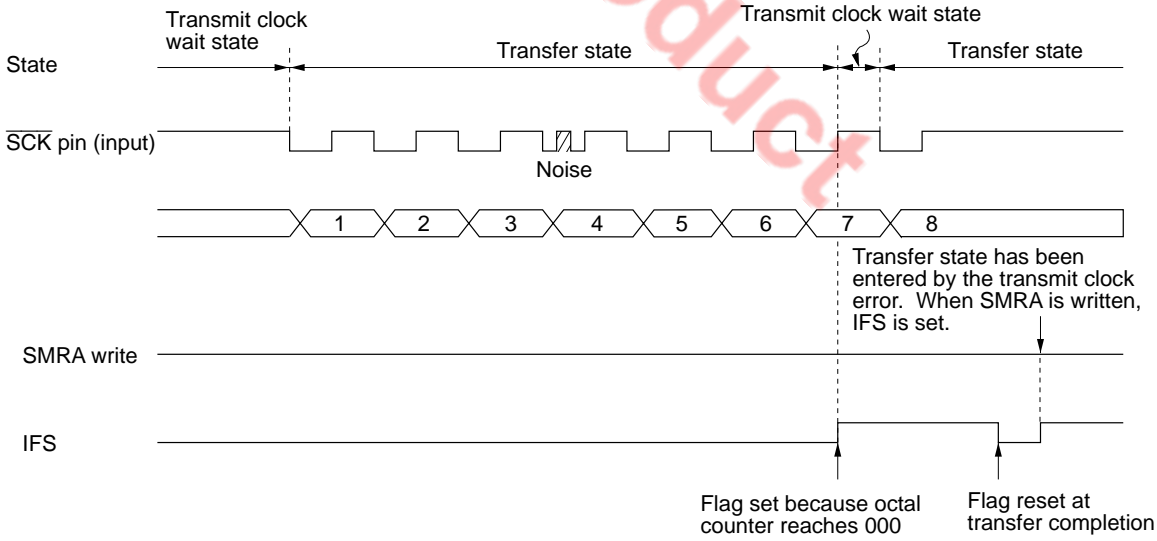 Transmit clock
wait state
Transmit clock wait state
State
Transfer state
Transfer state
SCK pin (input)
Noise
1 2 3 4 5 6 7 8
Transfer state has been
entered by the transmit clock
error. When SMRA is written,
IFS is set.
SMRA write
IFS
Flag set because octal
counter reaches 000
Flag reset at
transfer completion